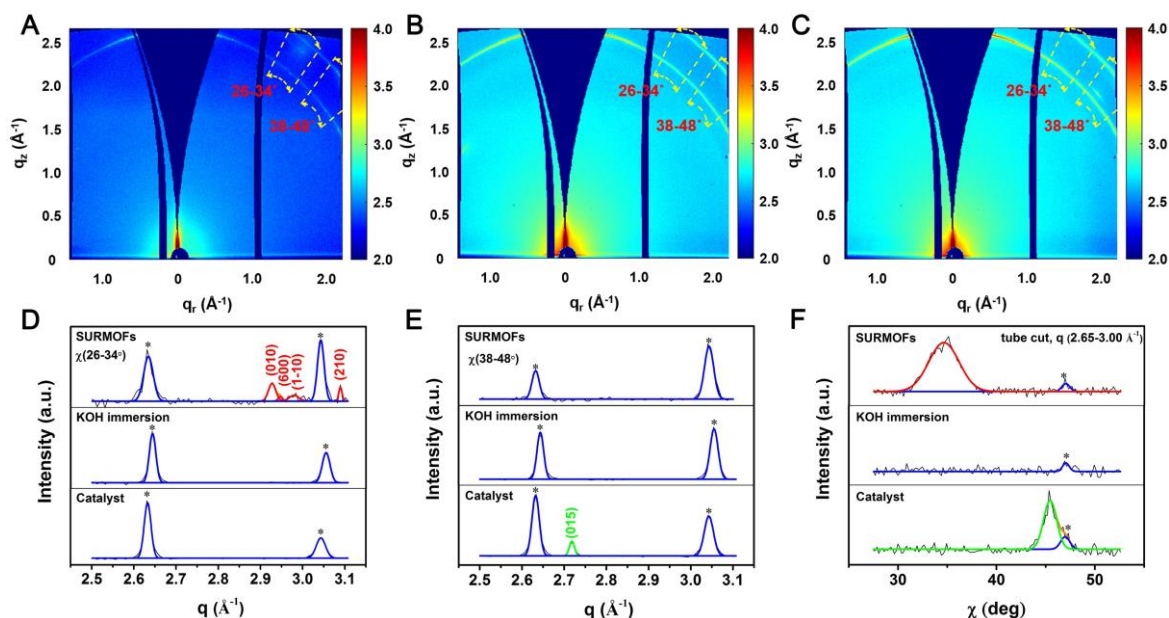 A
B
C
qz (Å-1)
2.5
2.0
1.5
1.0
0.5
0
1.0
0
1.0
2.0
qr (Å-1)
26-34°
38-48°
4.0
3.5
3.0
2.5
2.0
qz (Å-1)
2.5
2.0
1.5
1.0
0.5
0
1.0
0
1.0
2.0
qr (Å-1)
26-34°
38-48°
4.0
3.5
3.0
2.5
2.0
qz (Å-1)
2.5
2.0
1.5
1.0
0.5
0
1.0
0
1.0
2.0
qr (Å-1)
26-34°
38-48°
4.0
3.5
3.0
2.5
2.0
D
Intensity (a.u.)
SURMOFs
χ(26-34°)
*
(010)
(600)
(1-10)
*
(210)
KOH immersion
*
*
Catalyst
*
*
2.5 2.6 2.7 2.8 2.9 3.0 3.1
q (Å-1)
E
Intensity (a.u.)
SURMOFs
χ(38-48°)
*
*
KOH immersion
*
*
Catalyst
*
(015)
*
2.5 2.6 2.7 2.8 2.9 3.0 3.1
q (Å-1)
F
Intensity (a.u.)
SURMOFs
tube cut, q (2.65-3.00 Å-1)
*
KOH immersion
*
Catalyst
*
30 40 50
χ (deg)